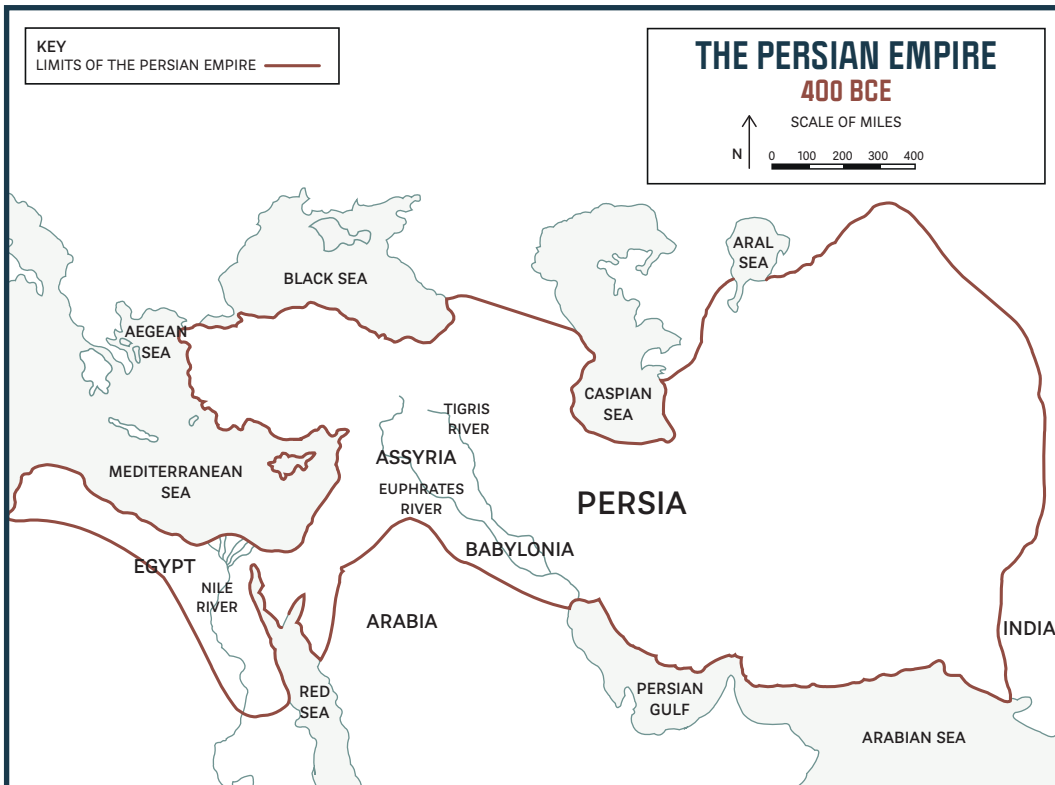 KEY
LIMITS OF THE PERSIAN EMPIRE
THE PERSIAN EMPIRE
400 BCE
SCALE OF MILES
N
0 100 200 300 400
BLACK SEA
ARAL
SEA
AEGEAN
SEA
CASPIAN
SEA
TIGRIS
RIVER
ASSYRIA
MEDITERRANEAN
SEA
EUPHRATES
RIVER
PERSIA
BABYLONIA
EGYPT
NILE
RIVER
ARABIA
INDIA
RED
SEA
PERSIAN
GULF
ARABIAN SEA